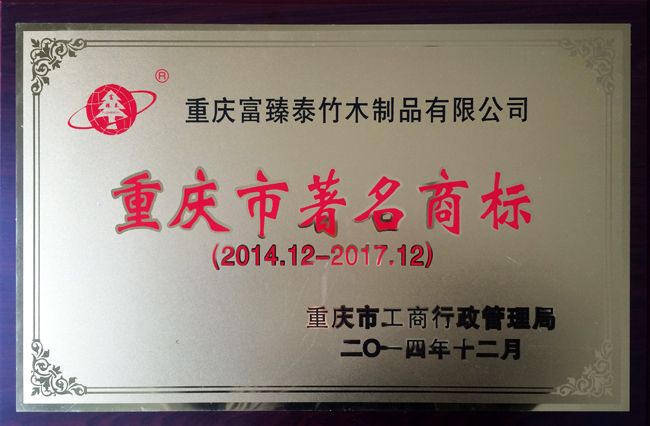 ®
重庆富臻泰竹木制品有限公司
重庆市著名商标
(2014.12-2017.12)
重庆市工商行政管理局
二〇一四年十二月